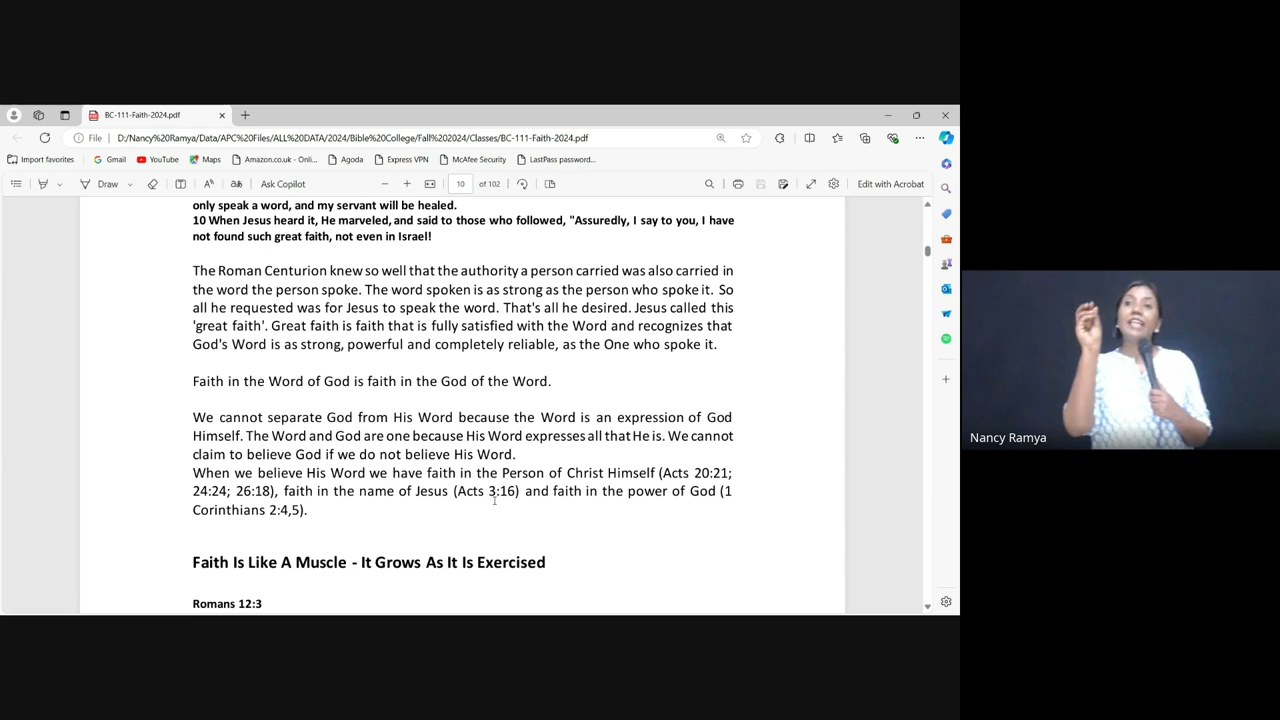 BC-111-Faith-2024.pdf
File
D:/Nancy%20Ramya/Data/APC%20Files/ALL%20DATA/2024/Bible%20College/Fall%202024/Classes/BC-111-Faith-2024.pdf
Import favorites
Gmail
YouTube
Maps
Amazon.co.uk - Onli...
Agoda
Express VPN
McAfee Security
LastPass password...
Draw
Ask Copilot
10 of 102
Edit with Acrobat
only speak a word, and my servant will be healed.
10 When Jesus heard it, He marveled, and said to those who followed, "Assuredly, I say to you, I have
not found such great faith, not even in Israel!
The Roman Centurion knew so well that the authority a person carried was also carried in
the word the person spoke. The word spoken is as strong as the person who spoke it. So
all he requested was for Jesus to speak the word. That's all he desired. Jesus called this
'great faith'. Great faith is faith that is fully satisfied with the Word and recognizes that
God's Word is as strong, powerful and completely reliable, as the One who spoke it.
Faith in the Word of God is faith in the God of the Word.
We cannot separate God from His Word because the Word is an expression of God
Himself. The Word and God are one because His Word expresses all that He is. We cannot
claim to believe God if we do not believe His Word.
When we believe His Word we have faith in the Person of Christ Himself (Acts 20:21;
24:24; 26:18), faith in the name of Jesus (Acts 3:16) and faith in the power of God (1
Corinthians 2:4,5).
Faith Is Like A Muscle - It Grows As It Is Exercised
Romans 12:3
Nancy Ramya